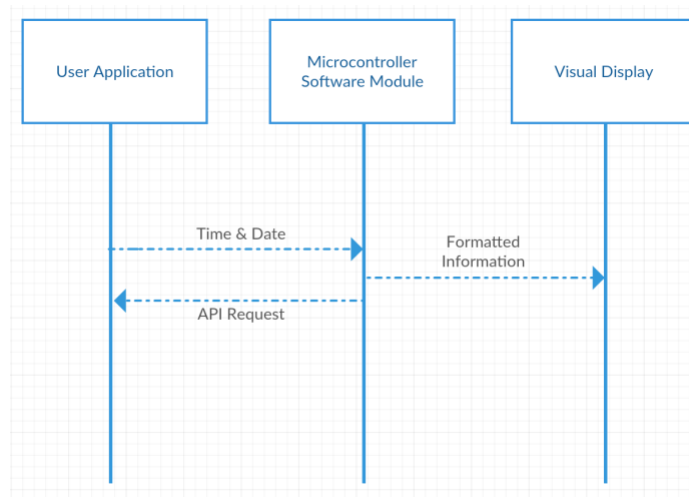 User Application
Microcontroller
Software Module
Visual Display
Time & Date
Formatted
Information
API Request